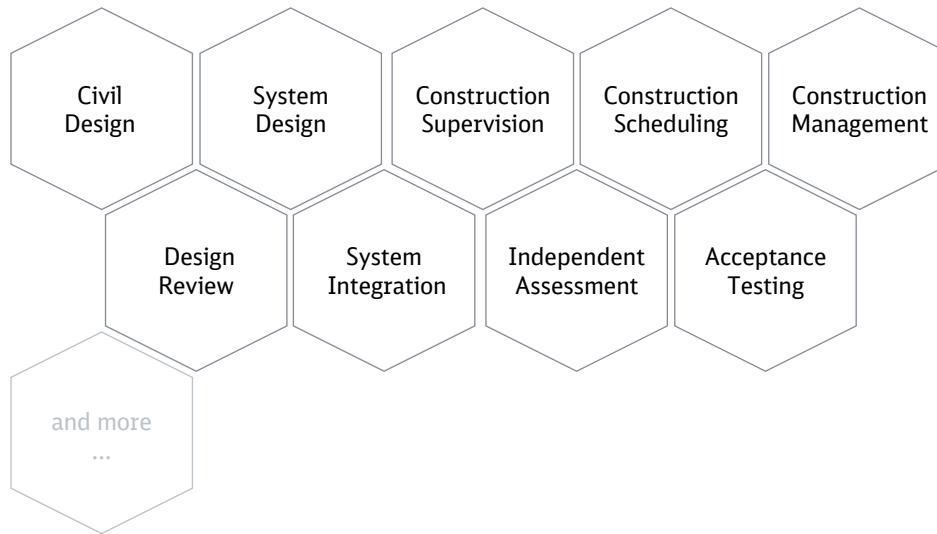 Civil
Design
System
Design
Construction
Supervision
Construction
Scheduling
Construction
Management
Design
Review
System
Integration
Independent
Assessment
Acceptance
Testing
and more
...